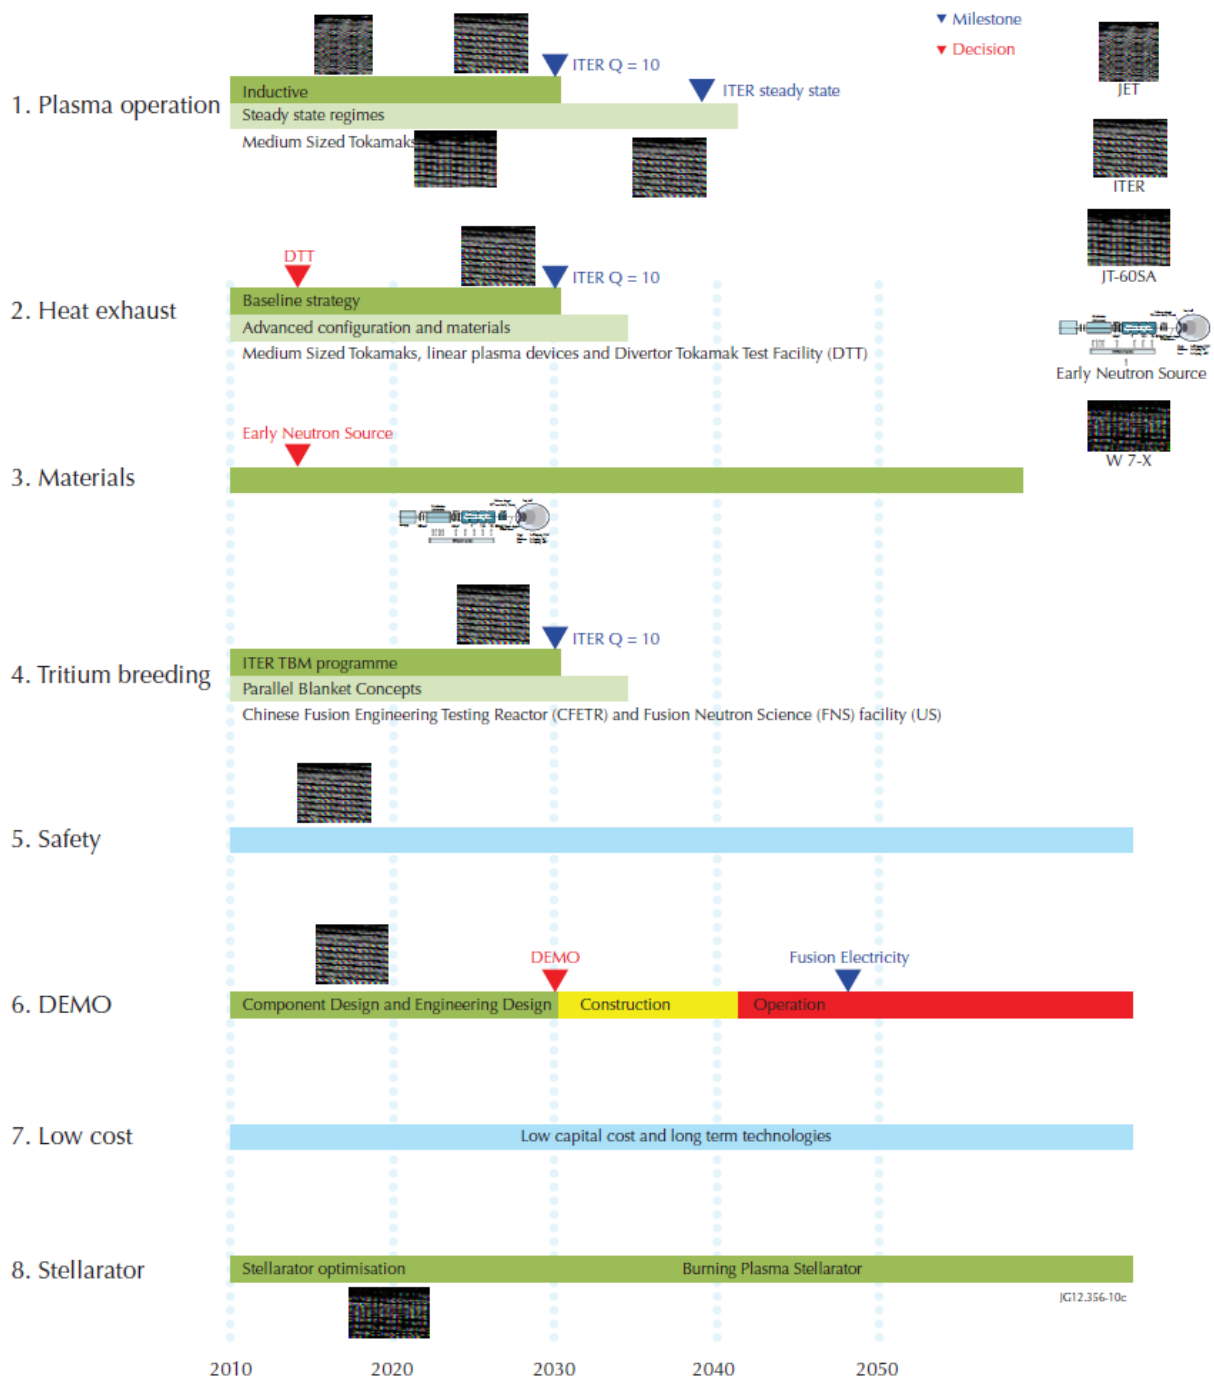 Milestone
Decision
JET
ITER
JT-60SA
Early Neutron Source
W 7-X
1. Plasma operation
ITER Q = 10
ITER steady state
Inductive
Steady state regimes
Medium Sized Tokamaks
2. Heat exhaust
DTT
ITER Q = 10
Baseline strategy
Advanced configuration and materials
Medium Sized Tokamaks, linear plasma devices and Divertor Tokamak Test Facility (DTT)
3. Materials
Early Neutron Source
4. Tritium breeding
ITER Q = 10
ITER TBM programme
Parallel Blanket Concepts
Chinese Fusion Engineering Testing Reactor (CFETR) and Fusion Neutron Science (FNS) facility (US)
5. Safety
6. DEMO
DEMO
Fusion Electricity
Component Design and Engineering Design
Construction
Operation
7. Low cost
Low capital cost and long term technologies
8. Stellarator
Stellarator optimisation
Burning Plasma Stellarator
JG12.356-10c
2010 2020 2030 2040 2050